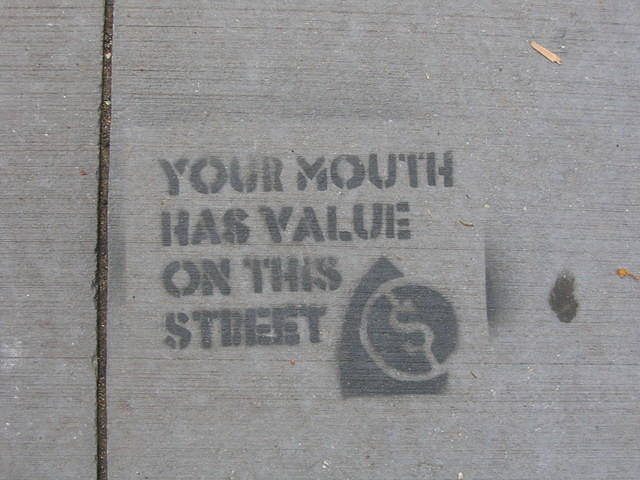 YOUR MOUTH
HAS VALUE
ON THIS
STREET
$